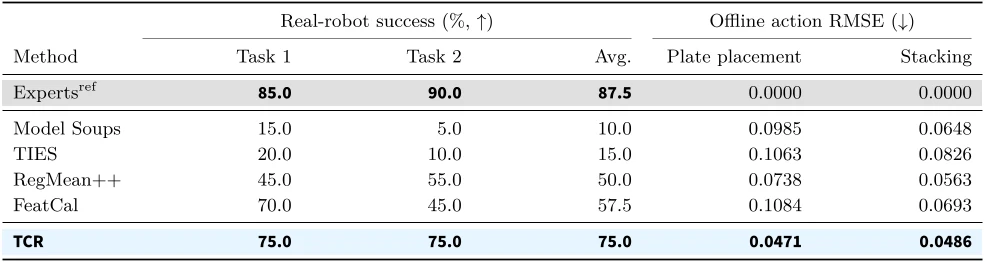 Real-robot success (%, ↑) Offline action RMSE (↓)
Method Task 1 Task 2 Avg. Plate placement Stacking
Experts^ref 85.0 90.0 87.5 0.0000 0.0000
Model Soups 15.0 5.0 10.0 0.0985 0.0648
TIES 20.0 10.0 15.0 0.1063 0.0826
RegMean++ 45.0 55.0 50.0 0.0738 0.0563
FeatCal 70.0 45.0 57.5 0.1084 0.0693
TCR 75.0 75.0 75.0 0.0471 0.0486